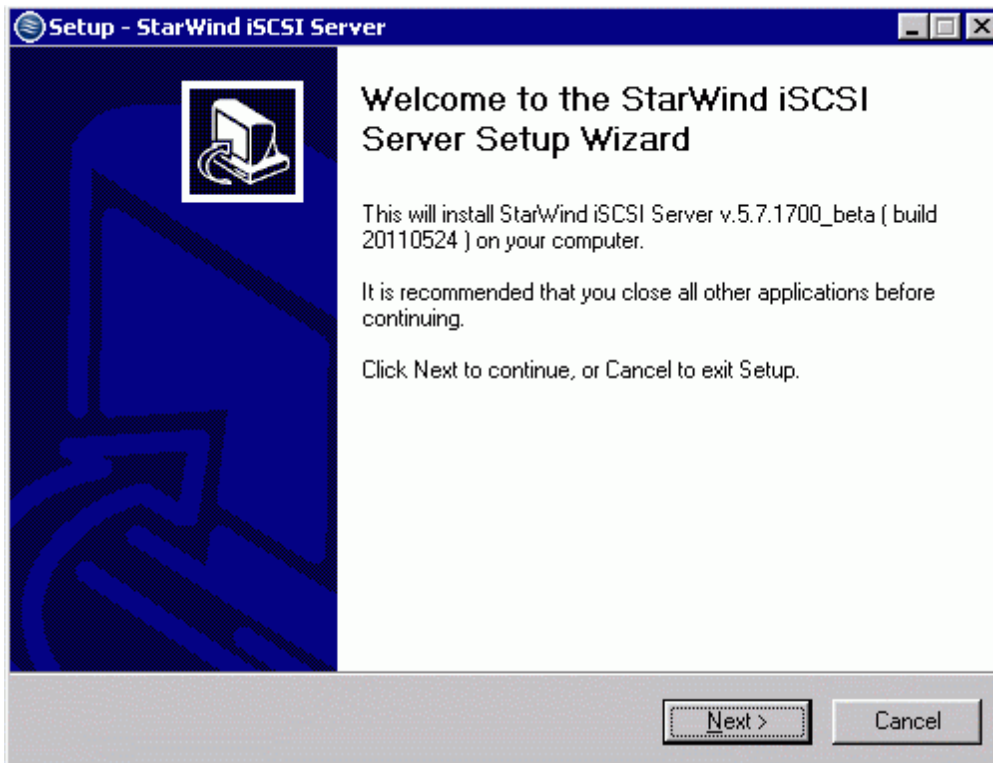 Setup - StarWind iSCSI Server
Welcome to the StarWind iSCSI
Server Setup Wizard
This will install StarWind iSCSI Server v.5.7.1700_beta ( build
20110524 ) on your computer.
It is recommended that you close all other applications before
continuing.
Click Next to continue, or Cancel to exit Setup.
Next >
Cancel